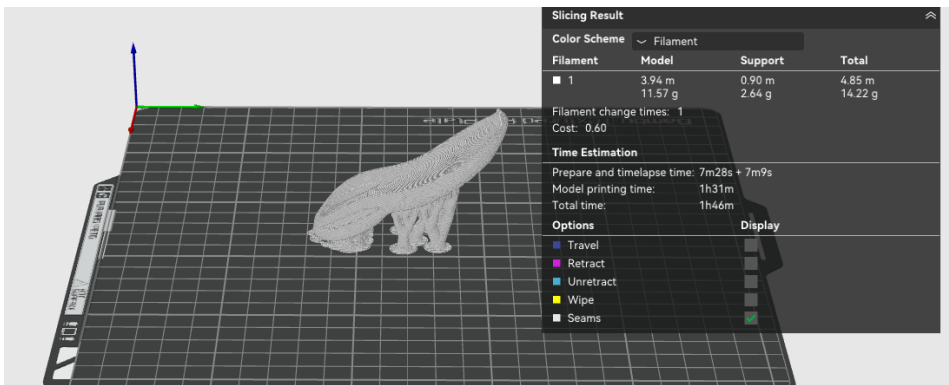 Slicing Result
Color Scheme Filament
Filament Model Support Total
1 3.94 m 0.90 m 4.85 m
11.57 g 2.64 g 14.22 g
Filament change times: 1
Cost: 0.60
Time Estimation
Prepare and timelapse time: 7m28s + 7m9s
Model printing time: 1h31m
Total time: 1h46m
Options Display
Travel
Retract
Unretract
Wipe
Seams